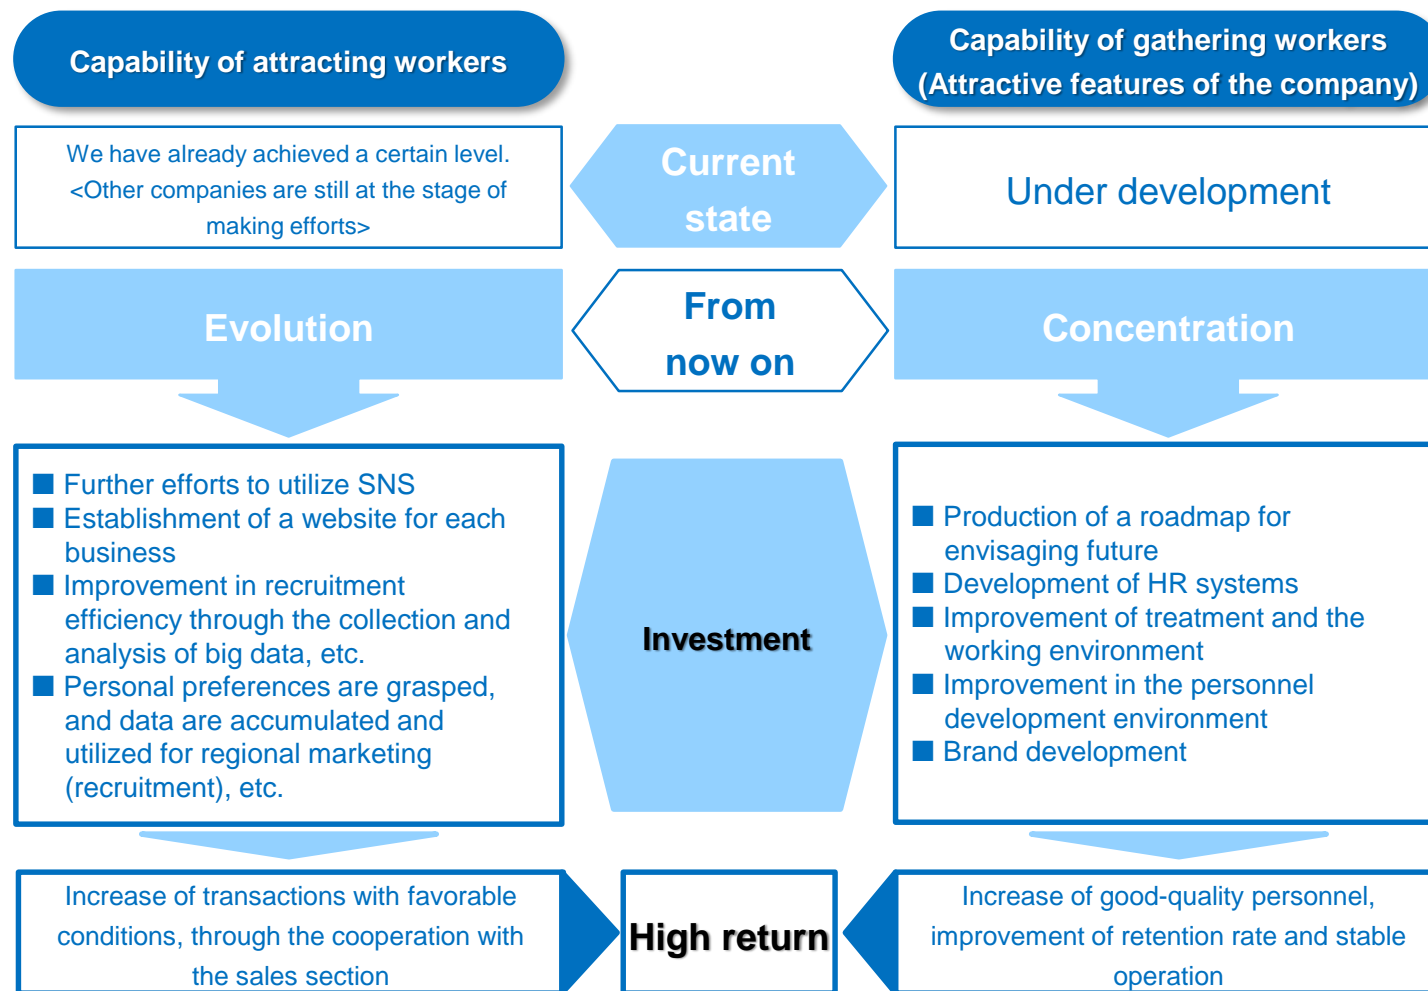 Capability of attracting workers
Capability of gathering workers
(Attractive features of the company)
We have already achieved a certain level.
<Other companies are still at the stage of
making efforts>
Current
state
Under development
Evolution
From
now on
Concentration
■ Further efforts to utilize SNS
■ Establishment of a website for each
business
■ Improvement in recruitment
efficiency through the collection and
analysis of big data, etc.
■ Personal preferences are grasped,
and data are accumulated and
utilized for regional marketing
(recruitment), etc.
Investment
■ Production of a roadmap for
envisaging future
■ Development of HR systems
■ Improvement of treatment and the
working environment
■ Improvement in the personnel
development environment
■ Brand development
Increase of transactions with favorable
conditions, through the cooperation with
the sales section
High return
Increase of good-quality personnel,
improvement of retention rate and stable
operation